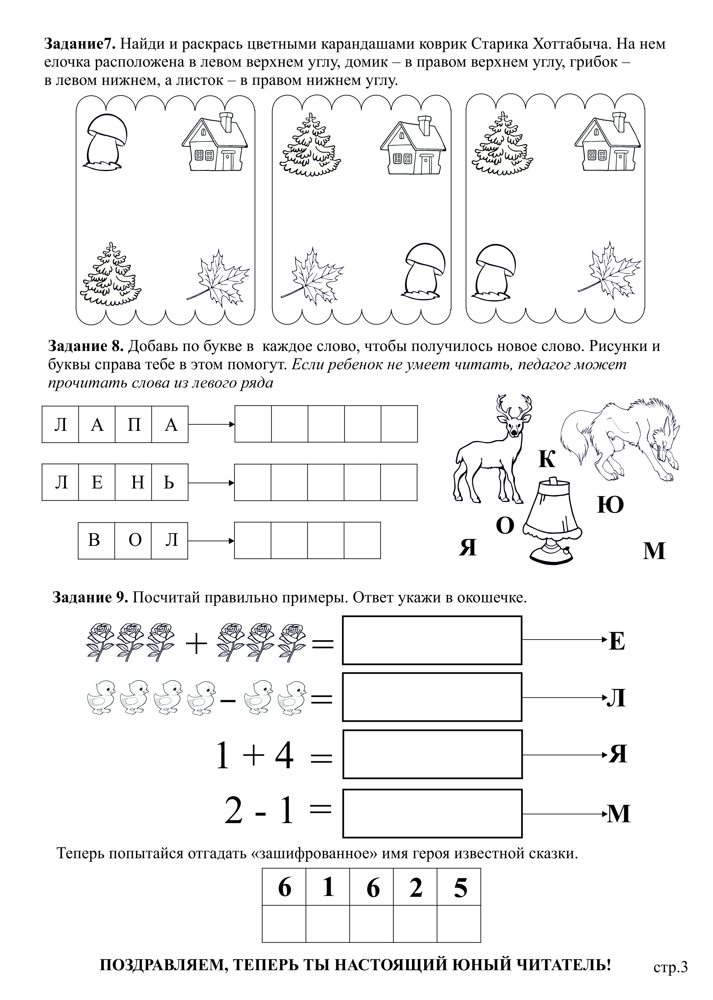 Задание7. Найди и раскрась цветными карандашами коврик Старика Хоттабыча. На нем
елочка расположена в левом верхнем углу, домик – в правом верхнем углу, грибок –
в левом нижнем, а листок – в правом нижнем углу.
Задание 8. Добавь по букве в каждое слово, чтобы получилось новое слово. Рисунки и
буквы справа тебе в этом помогут. Если ребенок не умеет читать, педагог может
прочитать слова из левого ряда
Л А П А
К
Л Е Н Ь
Ю
О
В О Л
Я
М
Задание 9. Посчитай правильно примеры. Ответ укажи в окошечке.
+ = Е
– = Л
1 + 4 = Я
2 - 1 = М
Теперь попытайся отгадать «зашифрованное» имя героя известной сказки.
6 1 6 2 5
ПОЗДРАВЛЯЕМ, ТЕПЕРЬ ТЫ НАСТОЯЩИЙ ЮНЫЙ ЧИТАТЕЛЬ!
стр.3